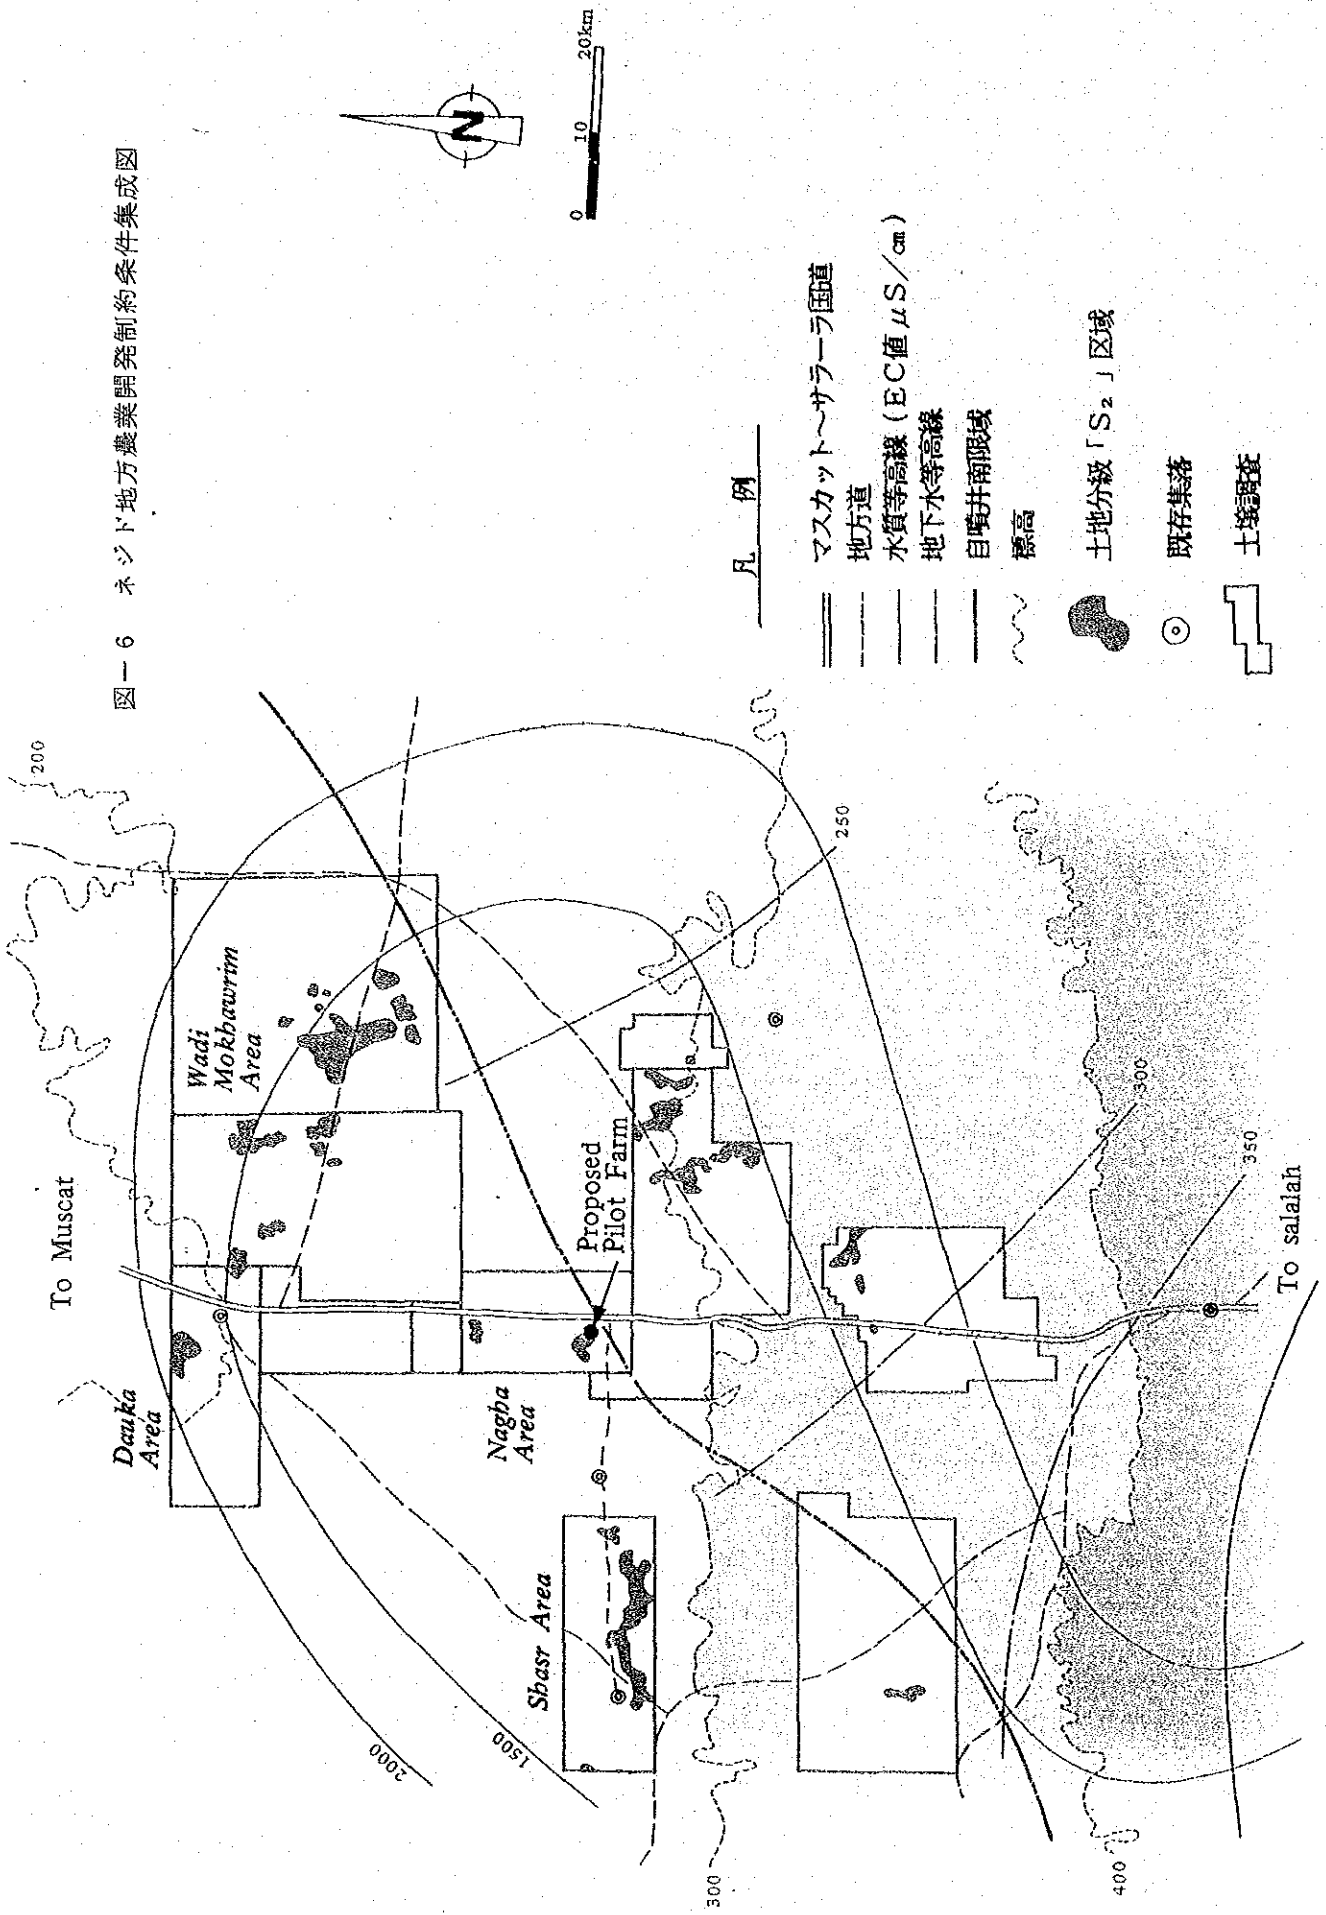 図－6 ネジド地方農業開発制約条件集成図
N
0 10 20km
凡例
マスカット～サラーラ国道
地方道
水質等高線（EC値μS/cm）
地下水等高線
自噴井南限域
標高
土地分級「S₂」区域
既存集落
土壌調査
To Muscat
200
Dauka
Area
Wadi
Mokhawrim
Area
2000
1500
Nagha
Area
Proposed
Pilot Farm
Shasr Area
250
300
300
350
400
To salalah